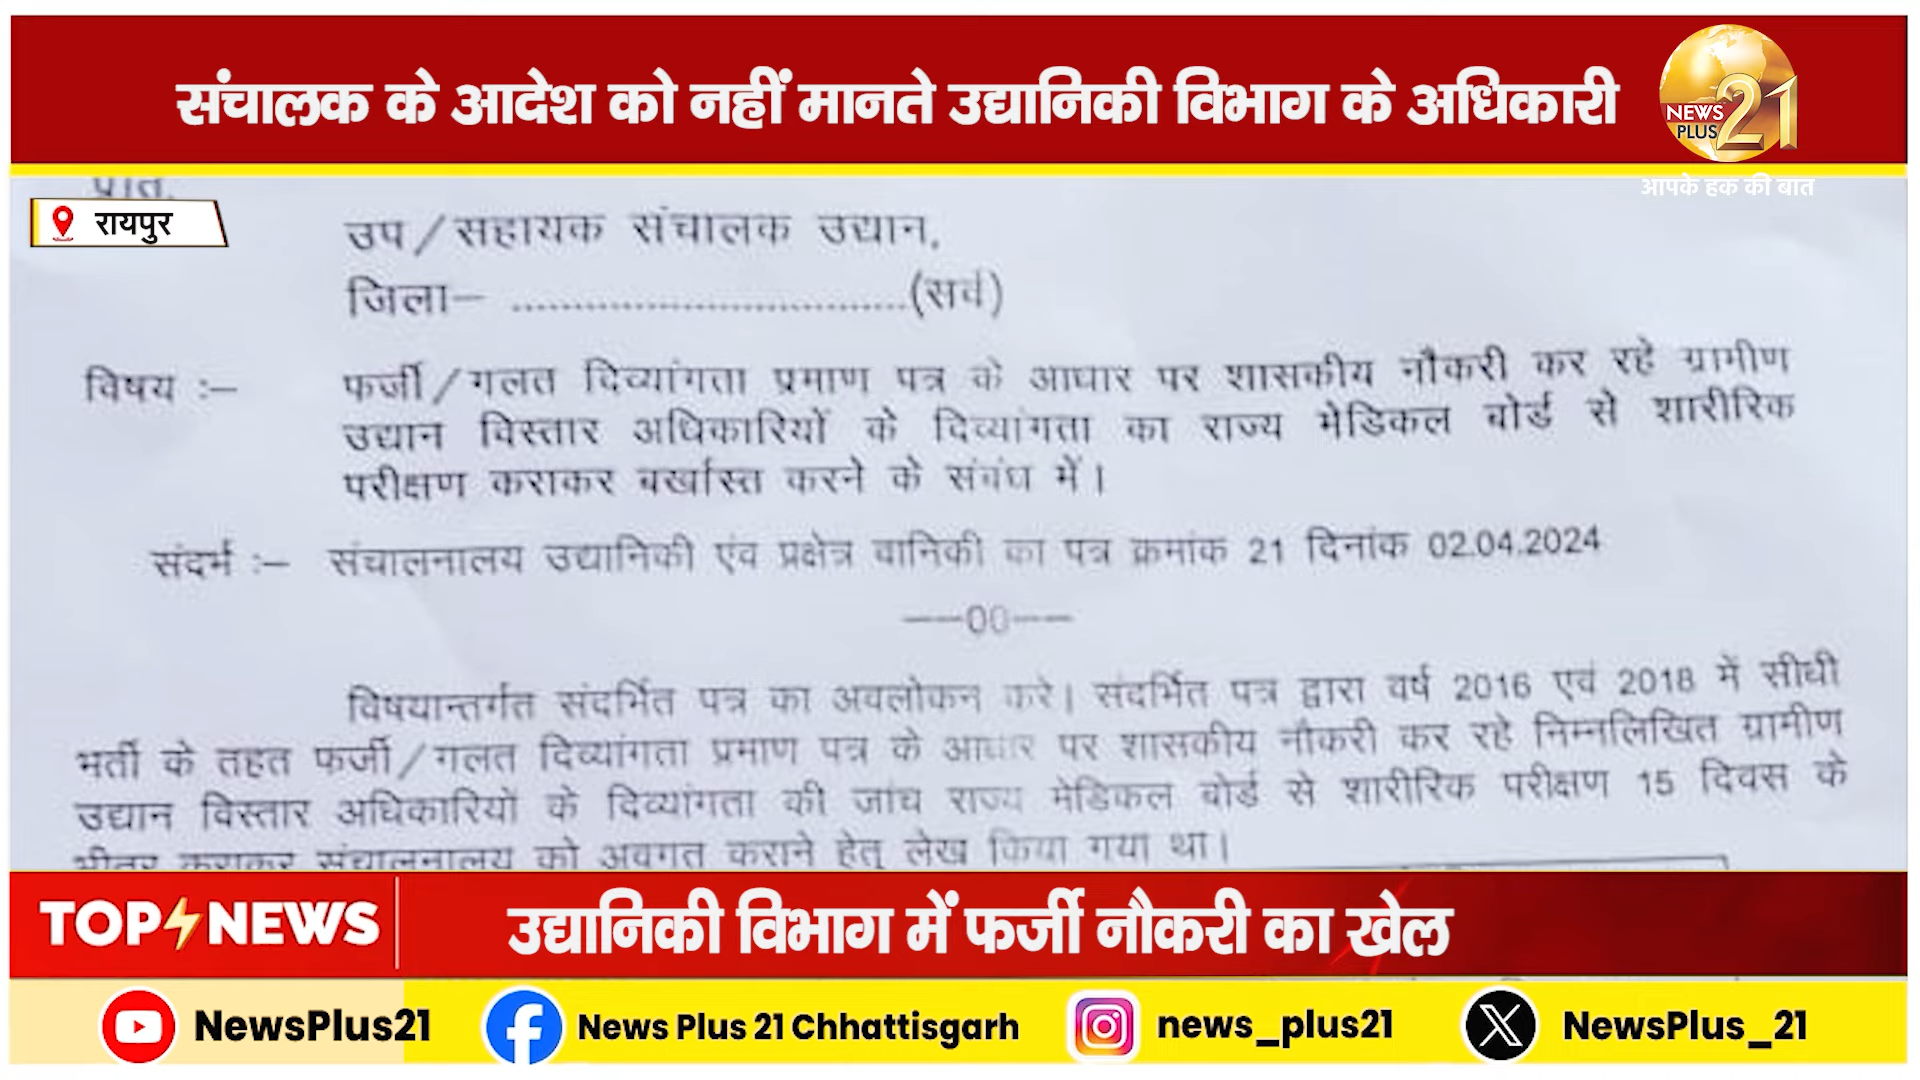 संचालक के आदेश को नहीं मानते उद्यानिकी विभाग के अधिकारी
NEWS
PLUS 21
आपके हक की बात
रायपुर
उप/सहायक संचालक उद्यान,
जिला– ..................................(सर्व)
विषय :– फर्जी/गलत दिव्यांगता प्रमाण पत्र के आधार पर शासकीय नौकरी कर रहे ग्रामीण
उद्यान विस्तार अधिकारियों के दिव्यांगता का राज्य मेडिकल बोर्ड से शारीरिक
परीक्षण कराकर बर्खास्त करने के संबंध में।
संदर्भ :– संचालनालय उद्यानिकी एंव प्रक्षेत्र वानिकी का पत्र क्रमांक 21 दिनांक 02.04.2024
——00——
विषयान्तर्गत संदर्भित पत्र का अवलोकन करे। संदर्भित पत्र द्वारा वर्ष 2016 एवं 2018 में सीधी
भर्ती के तहत फर्जी/गलत दिव्यांगता प्रमाण पत्र के आधार पर शासकीय नौकरी कर रहे निम्नलिखित ग्रामीण
उद्यान विस्तार अधिकारियों के दिव्यांगता की जांच राज्य मेडिकल बोर्ड से शारीरिक परीक्षण 15 दिवस के
भीतर कराकर संचालनालय को अवगत कराने हेतु लेख किया गया था।
TOP NEWS
उद्यानिकी विभाग में फर्जी नौकरी का खेल
NewsPlus21
News Plus 21 Chhattisgarh
news_plus21
NewsPlus_21